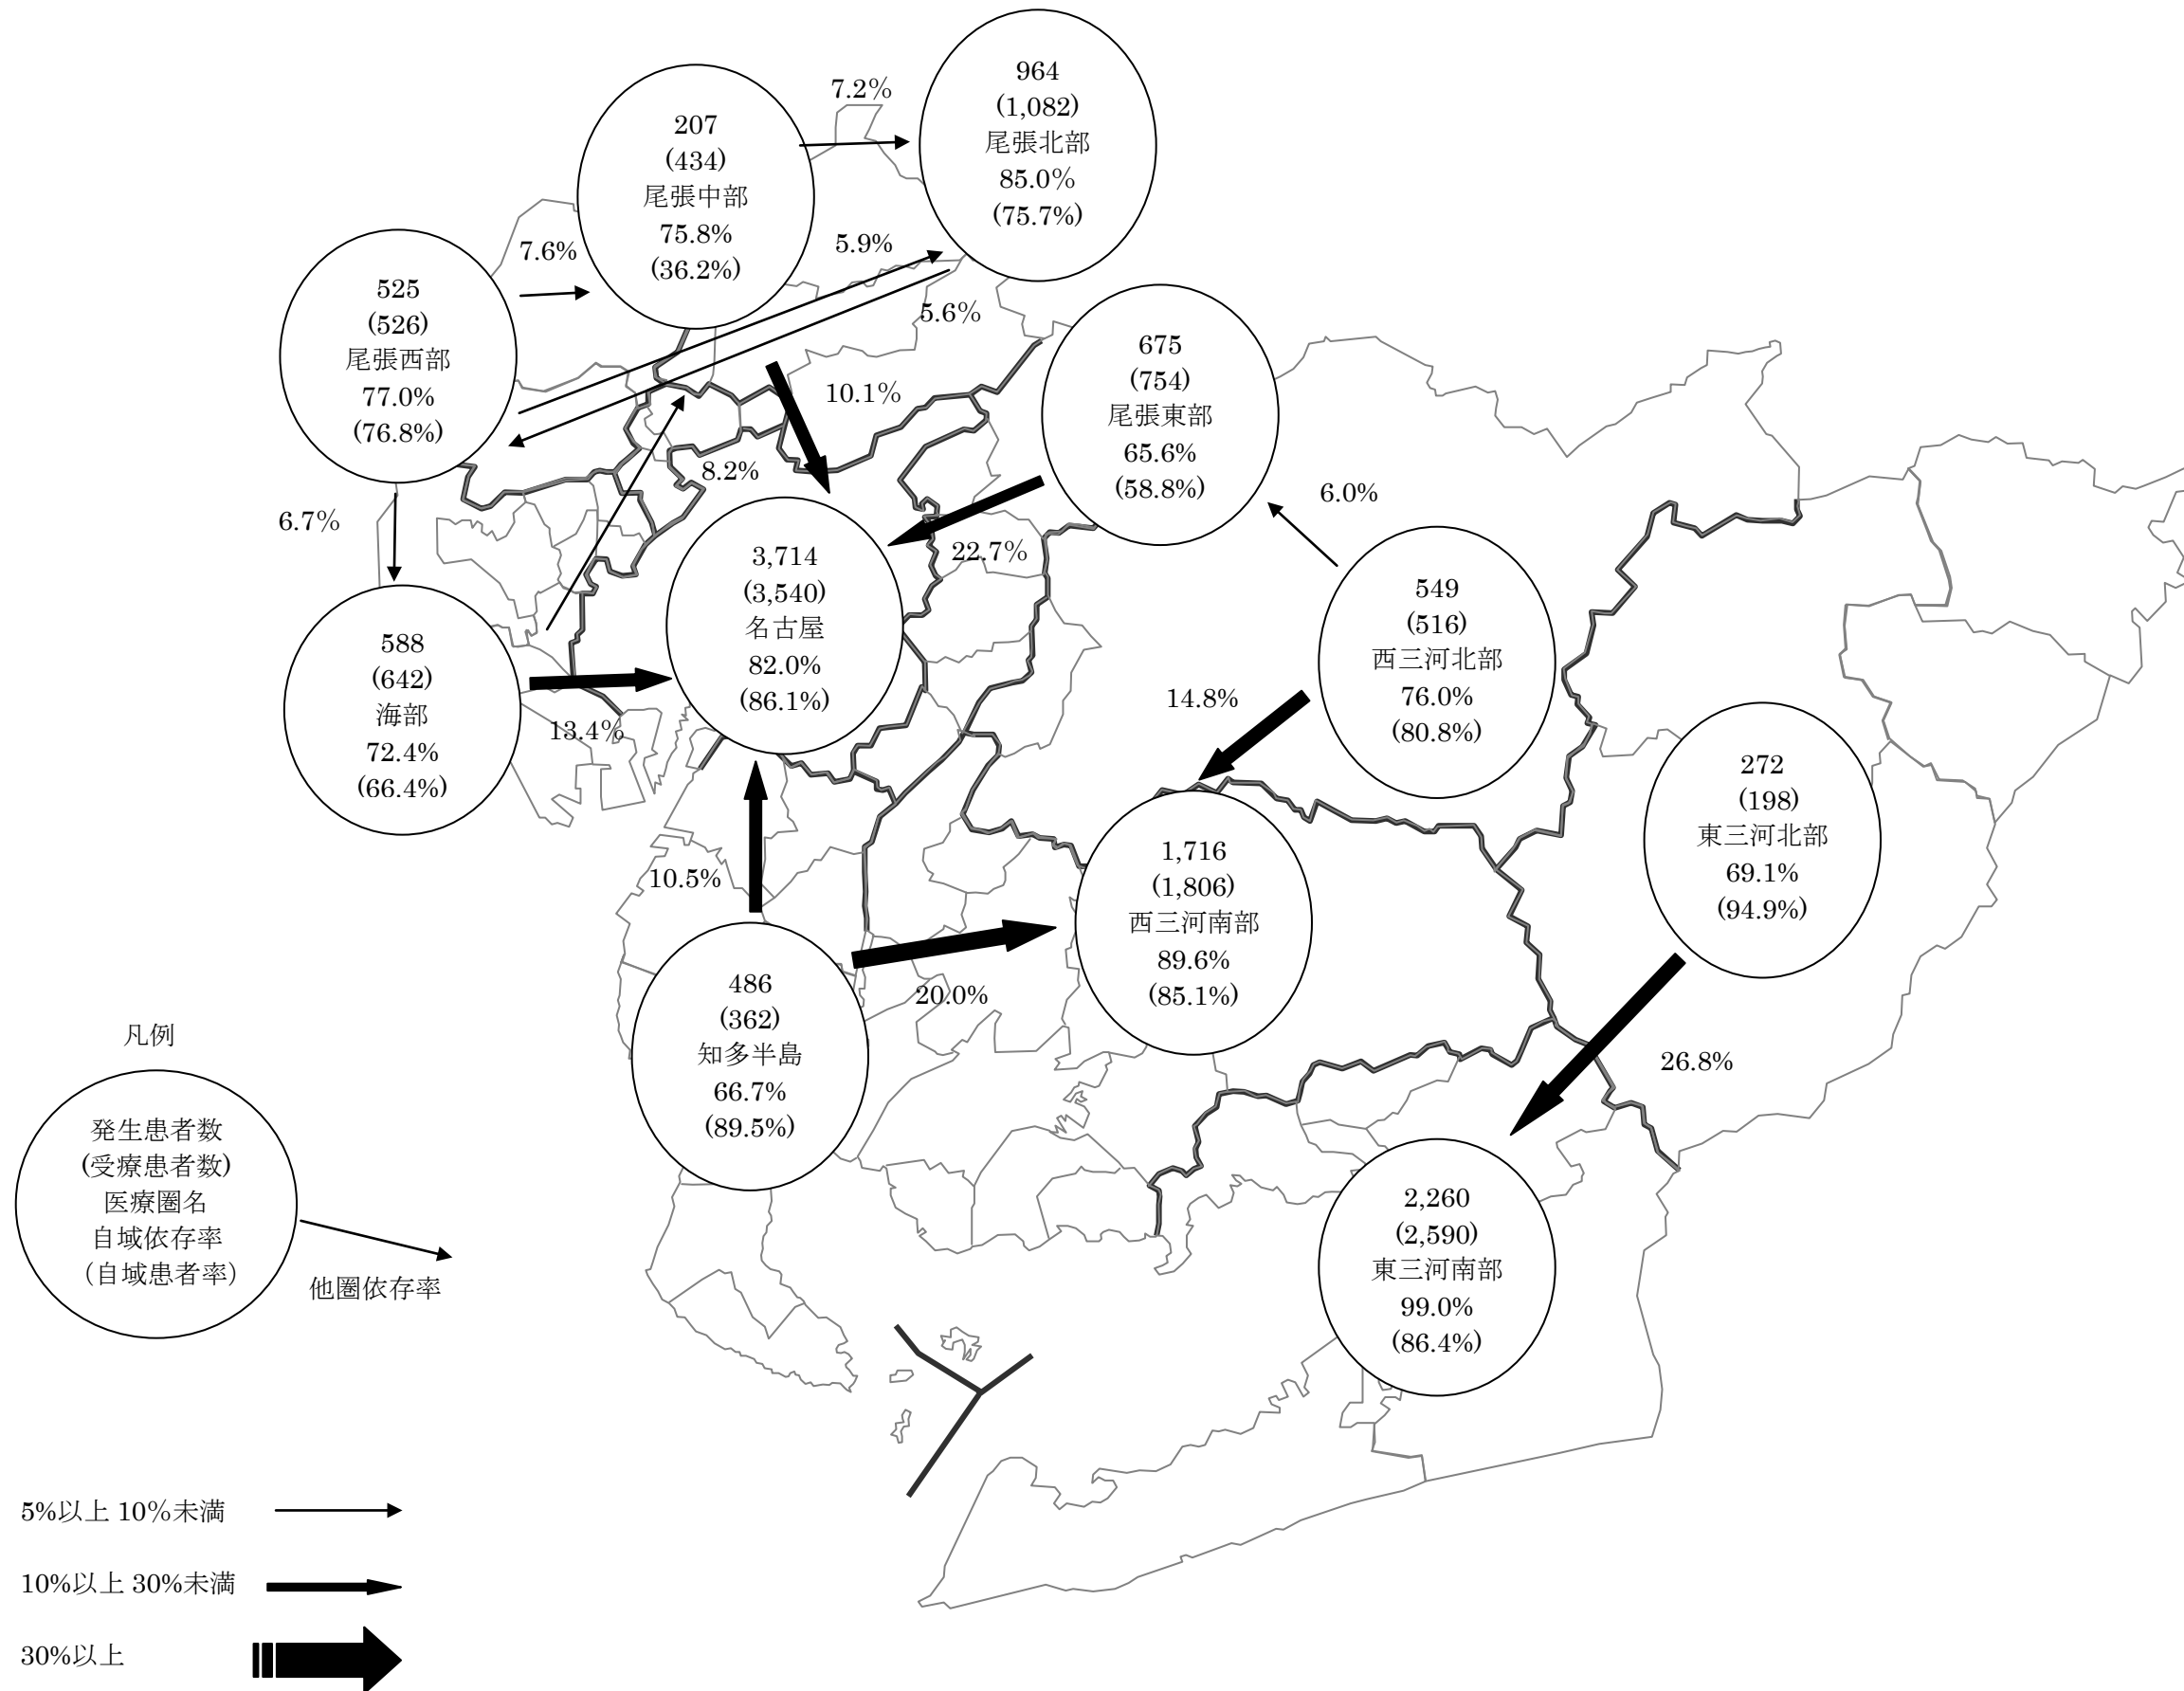 7.2%
964
(1,082)
尾張北部
85.0%
(75.7%)
207
(434)
尾張中部
75.8%
(36.2%)
7.6%
5.9%
5.6%
525
(526)
尾張西部
77.0%
(76.8%)
675
(754)
尾張東部
65.6%
(58.8%)
10.1%
8.2%
6.7%
22.7%
6.0%
3,714
(3,540)
名古屋
82.0%
(86.1%)
549
(516)
西三河北部
76.0%
(80.8%)
588
(642)
海部
72.4%
(66.4%)
13.4%
14.8%
272
(198)
東三河北部
69.1%
(94.9%)
10.5%
1,716
(1,806)
西三河南部
89.6%
(85.1%)
20.0%
486
(362)
知多半島
66.7%
(89.5%)
26.8%
2,260
(2,590)
東三河南部
99.0%
(86.4%)
凡例
発生患者数
(受療患者数)
医療圏名
自域依存率
(自域患者率)
他圏依存率
5%以上 10%未満
10%以上 30%未満
30%以上